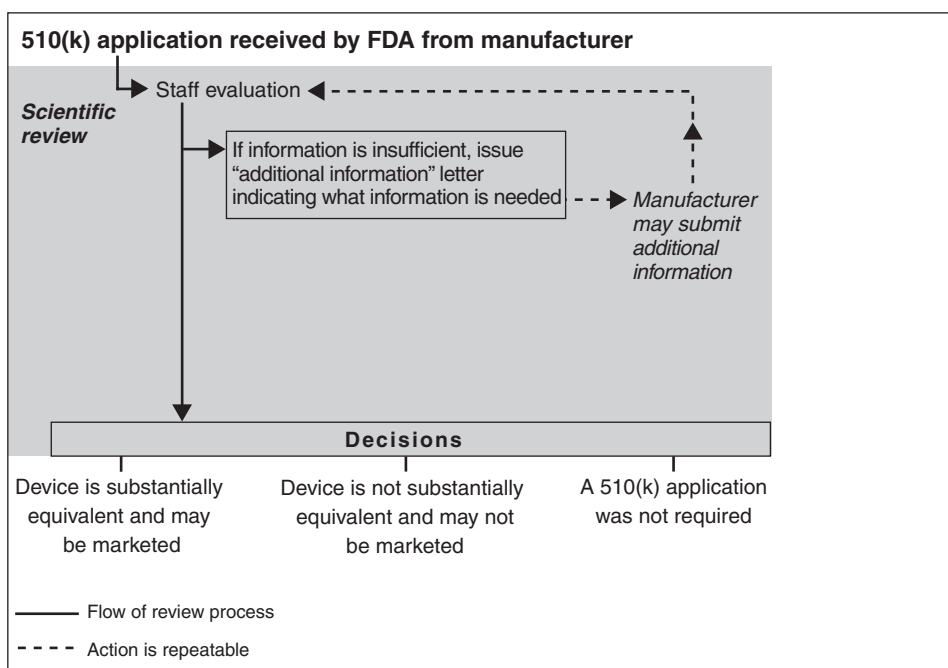 510(k) application received by FDA from manufacturer
Staff evaluation
Scientific
review
If information is insufficient, issue
“additional information” letter
indicating what information is needed
Manufacturer
may submit
additional
information
Decisions
Device is substantially
equivalent and may
be marketed
Device is not substantially
equivalent and may not
be marketed
A 510(k) application
was not required
Flow of review process
Action is repeatable